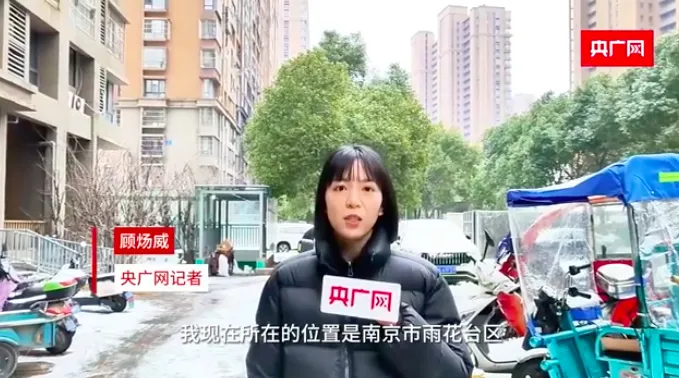 央广网
顾炀威
央广网记者
央广网
我现在所在的位置是南京市雨花台区